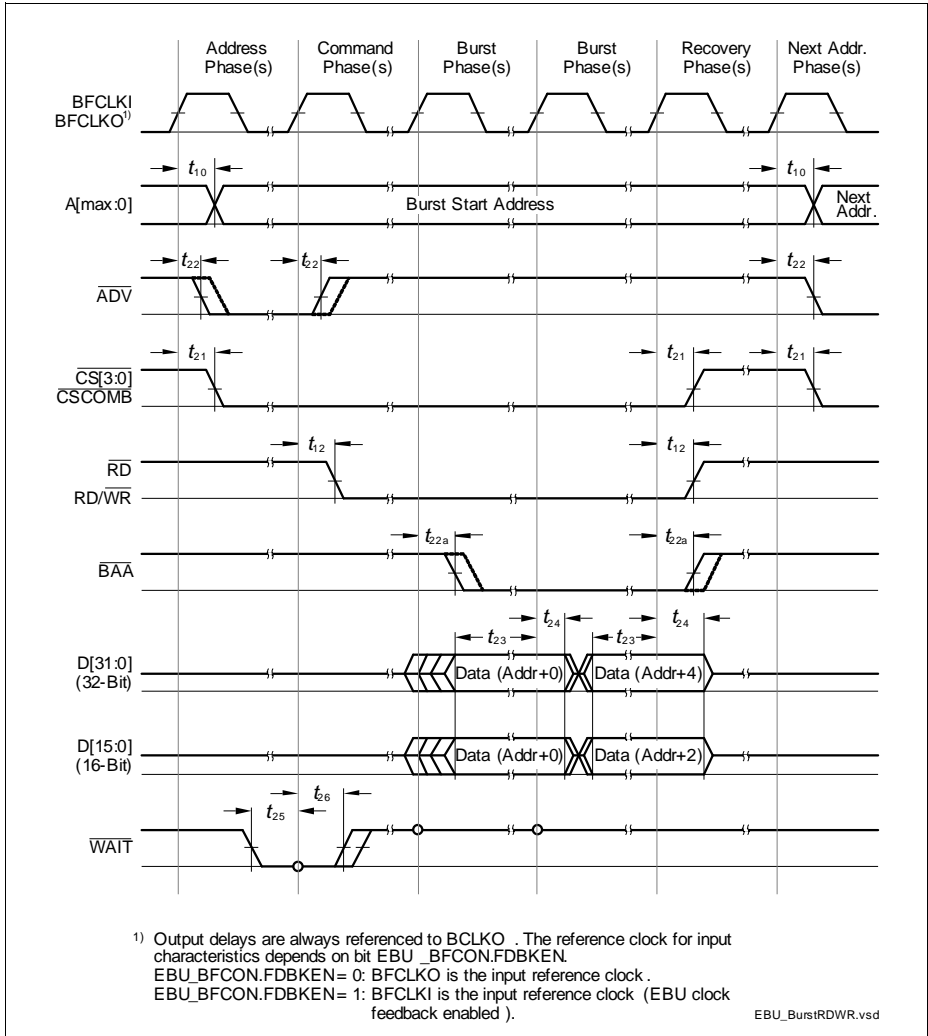 Address Phase(s) Command Phase(s) Burst Phase(s) Burst Phase(s) Recovery Phase(s) Next Addr. Phase(s)
BFCLKI
BFCLKO1)
t10 t10
A[max:0] Burst Start Address Next Addr.
t22 t22 t22
ADV
t21 t21 t21
CS[3:0]
CSCOMB
t12 t12
RD
RD/WR
t22a t22a
BAA
t24 t24
t23 t23
D[31:0] (32-Bit) Data (Addr+0) Data (Addr+4)
D[15:0] (16-Bit) Data (Addr+0) Data (Addr+2)
t26
t25
WAIT
1) Output delays are always referenced to BCLKO . The reference clock for input
characteristics depends on bit EBU _BFCON.FDBKEN.
EBU_BFCON.FDBKEN= 0: BFCLKO is the input reference clock .
EBU_BFCON.FDBKEN= 1: BFCLKI is the input reference clock (EBU clock
feedback enabled ).
EBU_BurstRDWR.vsd